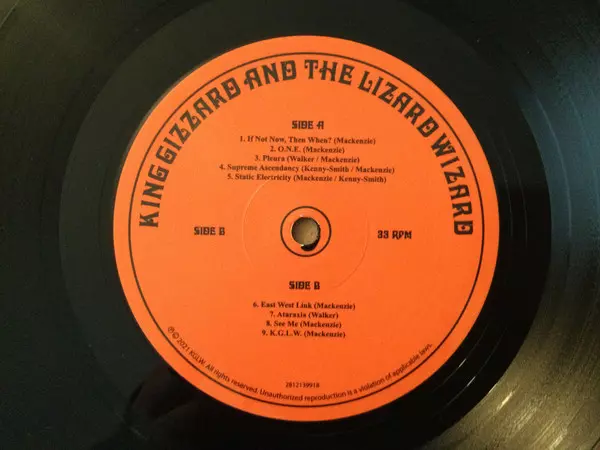 KING GIZZARD AND THE LIZARD WIZARD
SIDE A
1. If Not Now, Then When? (Mackenzie)
2. O.N.E. (Mackenzie)
3. Pleura (Walker / Mackenzie)
4. Supreme Ascendancy (Kenny-Smith / Mackenzie)
5. Static Electricity (Mackenzie / Kenny-Smith)
SIDE B
33 RPM
SIDE B
6. East West Link (Mackenzie)
7. Ataraxia (Walker)
8. See Me (Mackenzie)
9. K.G.L.W. (Mackenzie)
2812139918
℗ © 2021 KGLW. All rights reserved. Unauthorized reproduction is a violation of applicable laws.